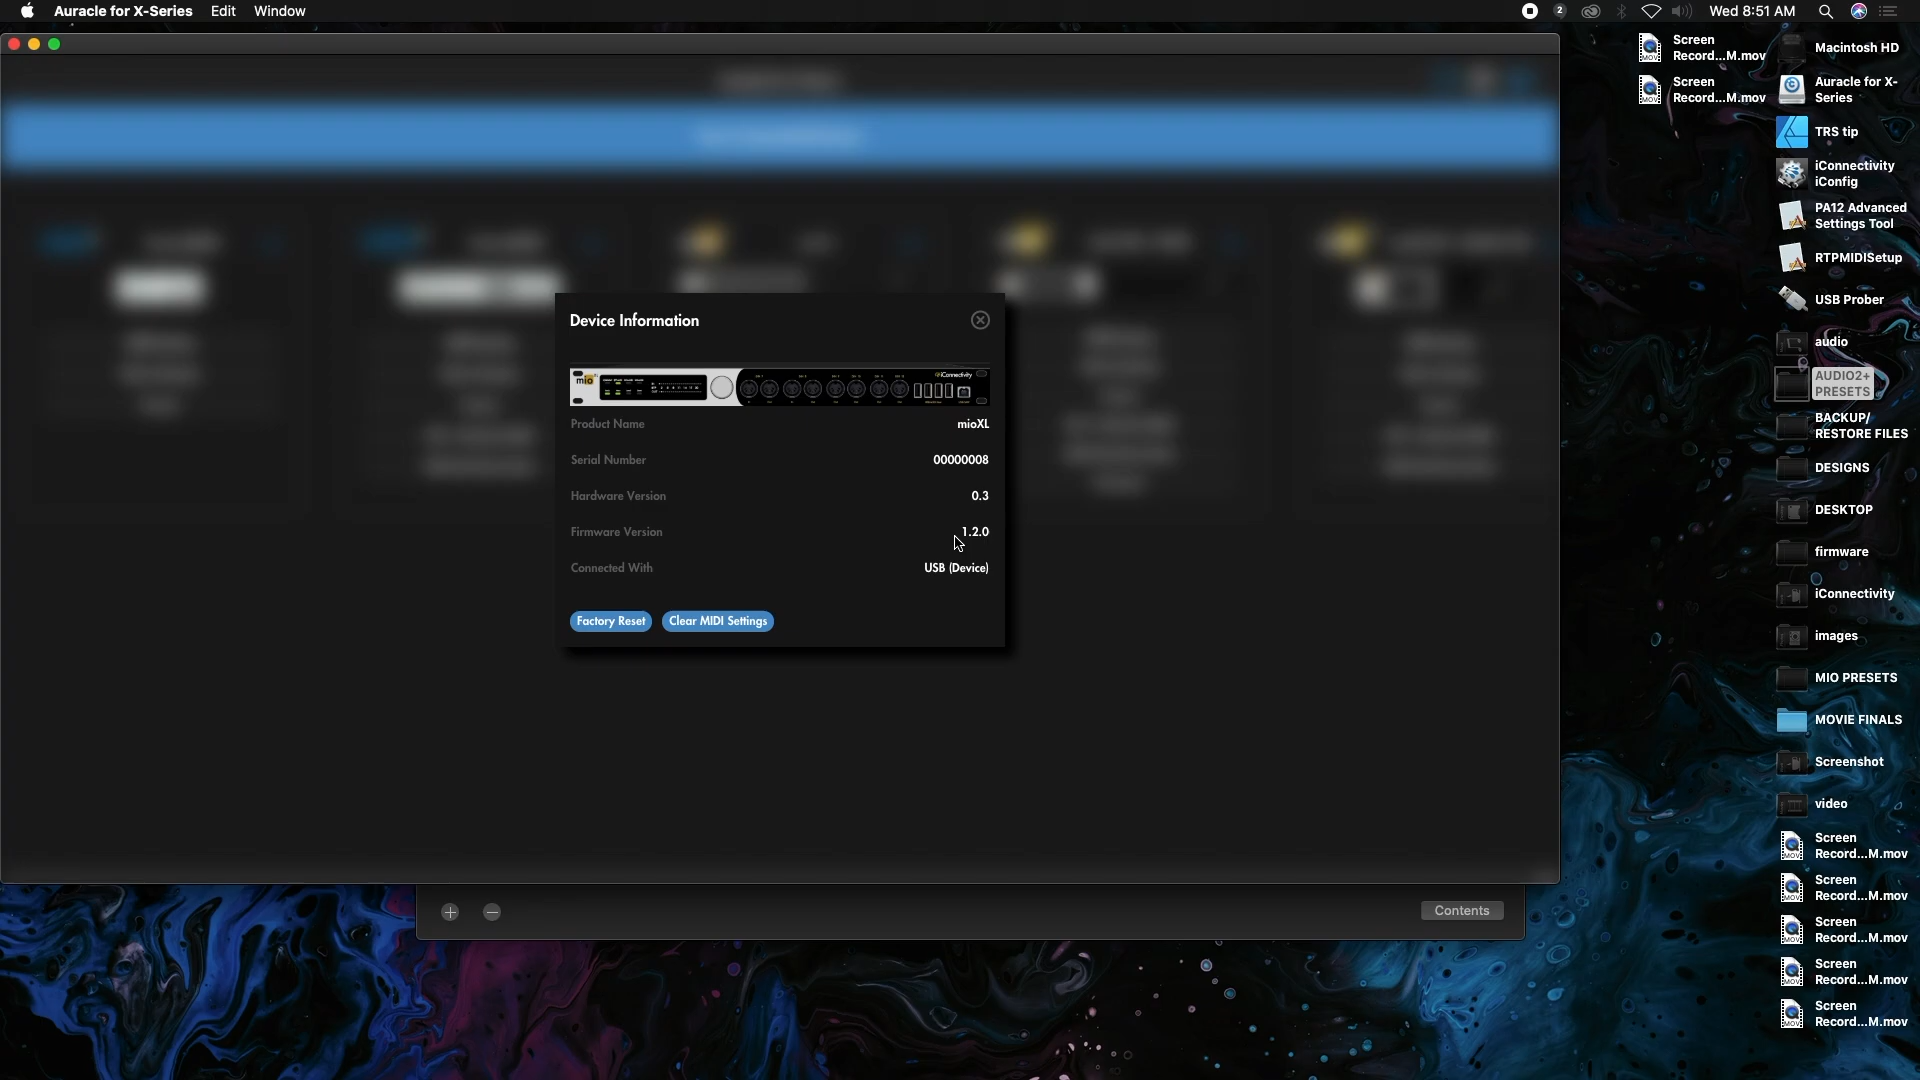 Auracle for X-Series Edit Window
2
Wed 8:51 AM
Device Information
mio
iConnectivity
Product Name mioXL
Serial Number 00000008
Hardware Version 0.3
Firmware Version 1.2.0
Connected With USB (Device)
Factory Reset Clear MIDI Settings
Contents
Screen
Record...M.mov
Screen
Record...M.mov
Macintosh HD
Auracle for X-
Series
TRS tip
iConnectivity
iConfig
PA12 Advanced
Settings Tool
RTPMIDISetup
USB Prober
audio
AUDIO2+
PRESETS
BACKUP/
RESTORE FILES
DESIGNS
DESKTOP
firmware
iConnectivity
images
MIO PRESETS
MOVIE FINALS
Screenshot
video
Screen
Record...M.mov
Screen
Record...M.mov
Screen
Record...M.mov
Screen
Record...M.mov
Screen
Record...M.mov